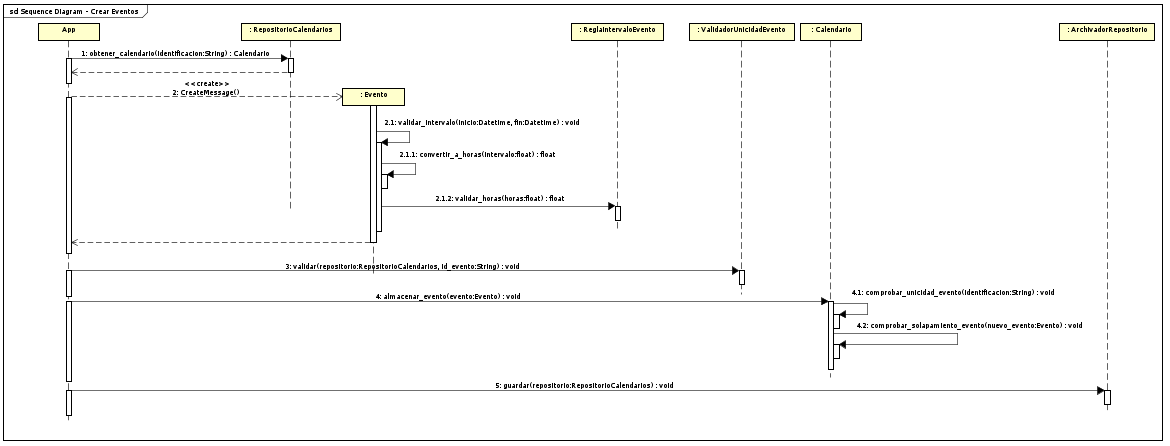 sd Sequence Diagram - Crear Eventos
App
: RepositorioCalendarios
: ReglaIntervaloEvento
: ValidadorUnicidadEvento
: Calendario
: ArchivadorRepositorio
1: obtener_calendario(identificacion:String) : Calendario
<<create>>
2: CreateMessage()
: Evento
2.1: validar_intervalo(inicio:Datetime, fin:Datetime) : void
2.1.1: convertir_a_horas(intervalo:float) : float
2.1.2: validar_horas(horas:float) : float
3: validar(repositorio:RepositorioCalendarios, id_evento:String) : void
4: almacenar_evento(evento:Evento) : void
4.1: comprobar_unicidad_evento(identificacion:String) : void
4.2: comprobar_solapamiento_evento(nuevo_evento:Evento) : void
5: guardar(repositorio:RepositorioCalendarios) : void